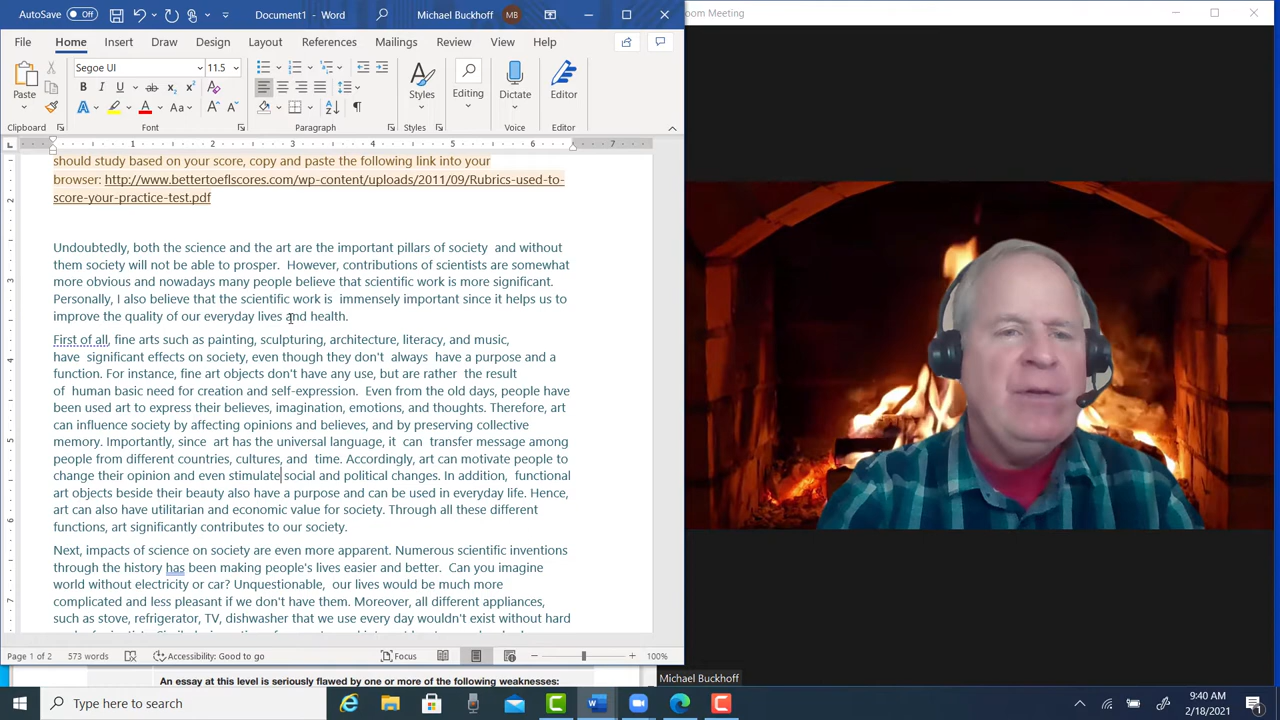 AutoSave
Document1
Michael Buckhoff
MB
oom Meeting
File Home Insert Draw Design Layout References Mailings Review View Help
Segoe UI
11.5
Paste
B I U ab x₂ x²
A A Aa A A
Styles
Editing
Dictate
Editor
Clipboard
Font
Paragraph
Styles
Voice
Editor
1 2 3 4 5 6 7
should study based on your score, copy and paste the following link into your
browser: http://www.bettertoeflscores.com/wp-content/uploads/2011/09/Rubrics-used-to-
score-your-practice-test.pdf
Undoubtedly, both the science and the art are the important pillars of society and without
them society will not be able to prosper. However, contributions of scientists are somewhat
more obvious and nowadays many people believe that scientific work is more significant.
Personally, I also believe that the scientific work is immensely important since it helps us to
improve the quality of our everyday lives and health.
First of all, fine arts such as painting, sculpturing, architecture, literacy, and music,
have significant effects on society, even though they don't always have a purpose and a
function. For instance, fine art objects don't have any use, but are rather the result
of human basic need for creation and self-expression. Even from the old days, people have
been used art to express their believes, imagination, emotions, and thoughts. Therefore, art
can influence society by affecting opinions and believes, and by preserving collective
memory. Importantly, since art has the universal language, it can transfer message among
people from different countries, cultures, and time. Accordingly, art can motivate people to
change their opinion and even stimulate social and political changes. In addition, functional
art objects beside their beauty also have a purpose and can be used in everyday life. Hence,
art can also have utilitarian and economic value for society. Through all these different
functions, art significantly contributes to our society.
Next, impacts of science on society are even more apparent. Numerous scientific inventions
through the history has been making people's lives easier and better. Can you imagine
world without electricity or car? Unquestionable, our lives would be much more
complicated and less pleasant if we don't have them. Moreover, all different appliances,
such as stove, refrigerator, TV, dishwasher that we use every day wouldn't exist without hard
Page 1 of 2 573 words Accessibility: Good to go Focus 100%
An essay at this level is seriously flawed by one or more of the following weaknesses:
Michael Buckhoff
Type here to search
9:40 AM
2/18/2021